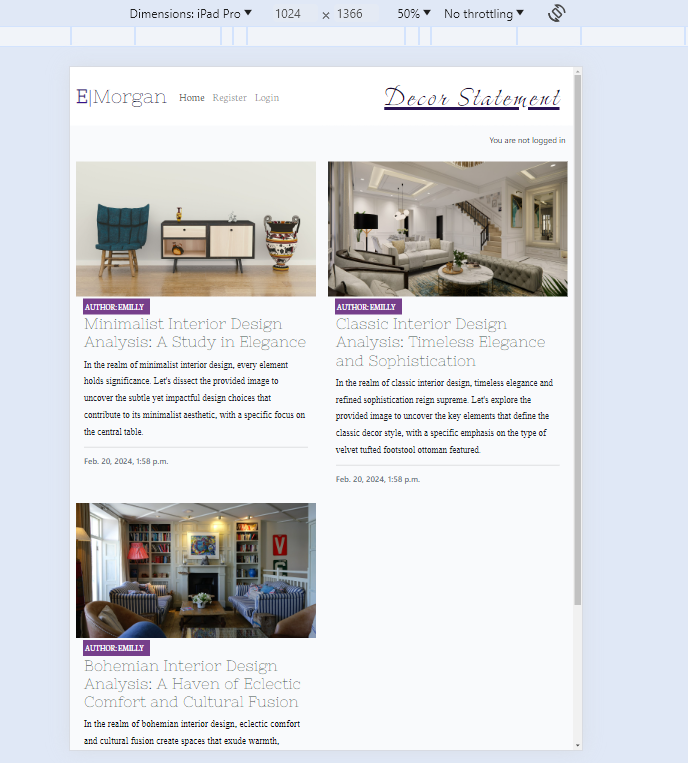 Dimensions: iPad Pro 1024 × 1366 50% No throttling
E|Morgan Home Register Login Decor Statement
You are not logged in
AUTHOR: EMILLY
Minimalist Interior Design
Analysis: A Study in Elegance
In the realm of minimalist interior design, every element
holds significance. Let's dissect the provided image to
uncover the subtle yet impactful design choices that
contribute to its minimalist aesthetic, with a specific focus on
the central table.
Feb. 20, 2024, 1:58 p.m.
AUTHOR: EMILLY
Classic Interior Design
Analysis: Timeless Elegance
and Sophistication
In the realm of classic interior design, timeless elegance and
refined sophistication reign supreme. Let's explore the
provided image to uncover the key elements that define the
classic decor style, with a specific emphasis on the type of
velvet tufted footstool ottoman featured.
Feb. 20, 2024, 1:58 p.m.
V
AUTHOR: EMILLY
Bohemian Interior Design
Analysis: A Haven of Eclectic
Comfort and Cultural Fusion
In the realm of bohemian interior design, eclectic comfort
and cultural fusion create spaces that exude warmth,